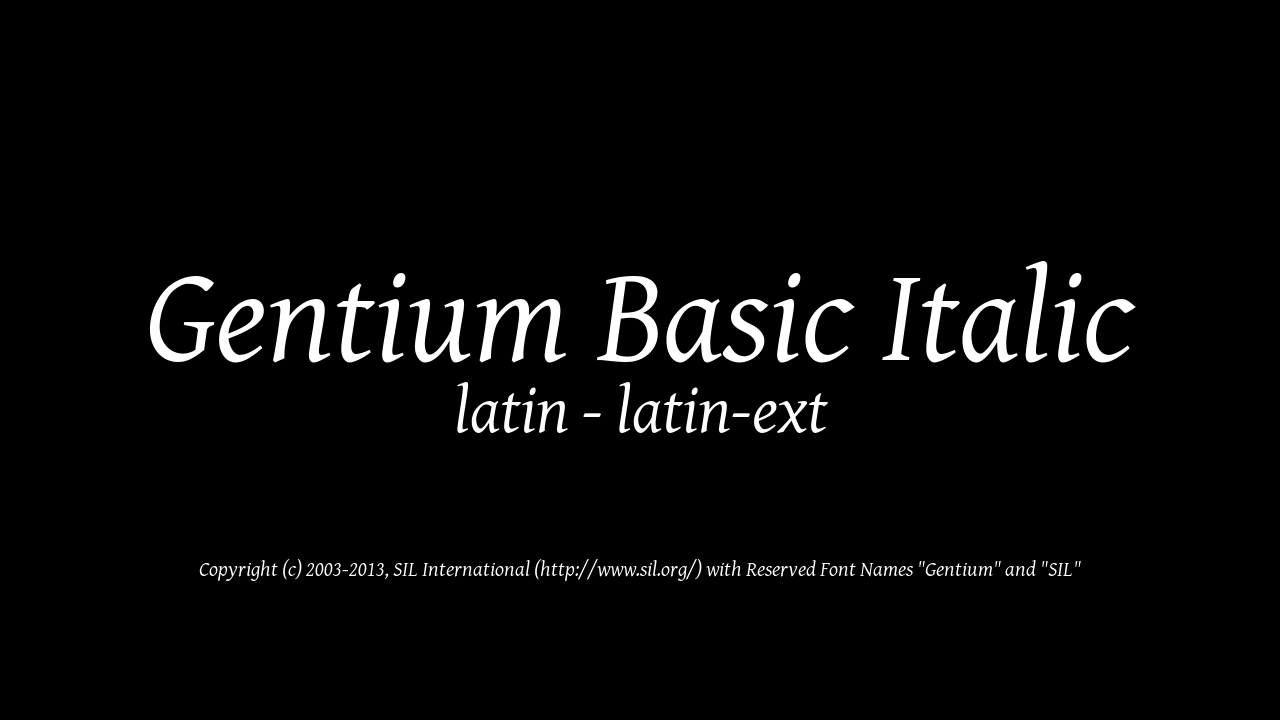 Gentium Basic Italic
latin - latin-ext
Copyright (c) 2003-2013, SIL International (http://www.sil.org/) with Reserved Font Names "Gentium" and "SIL"